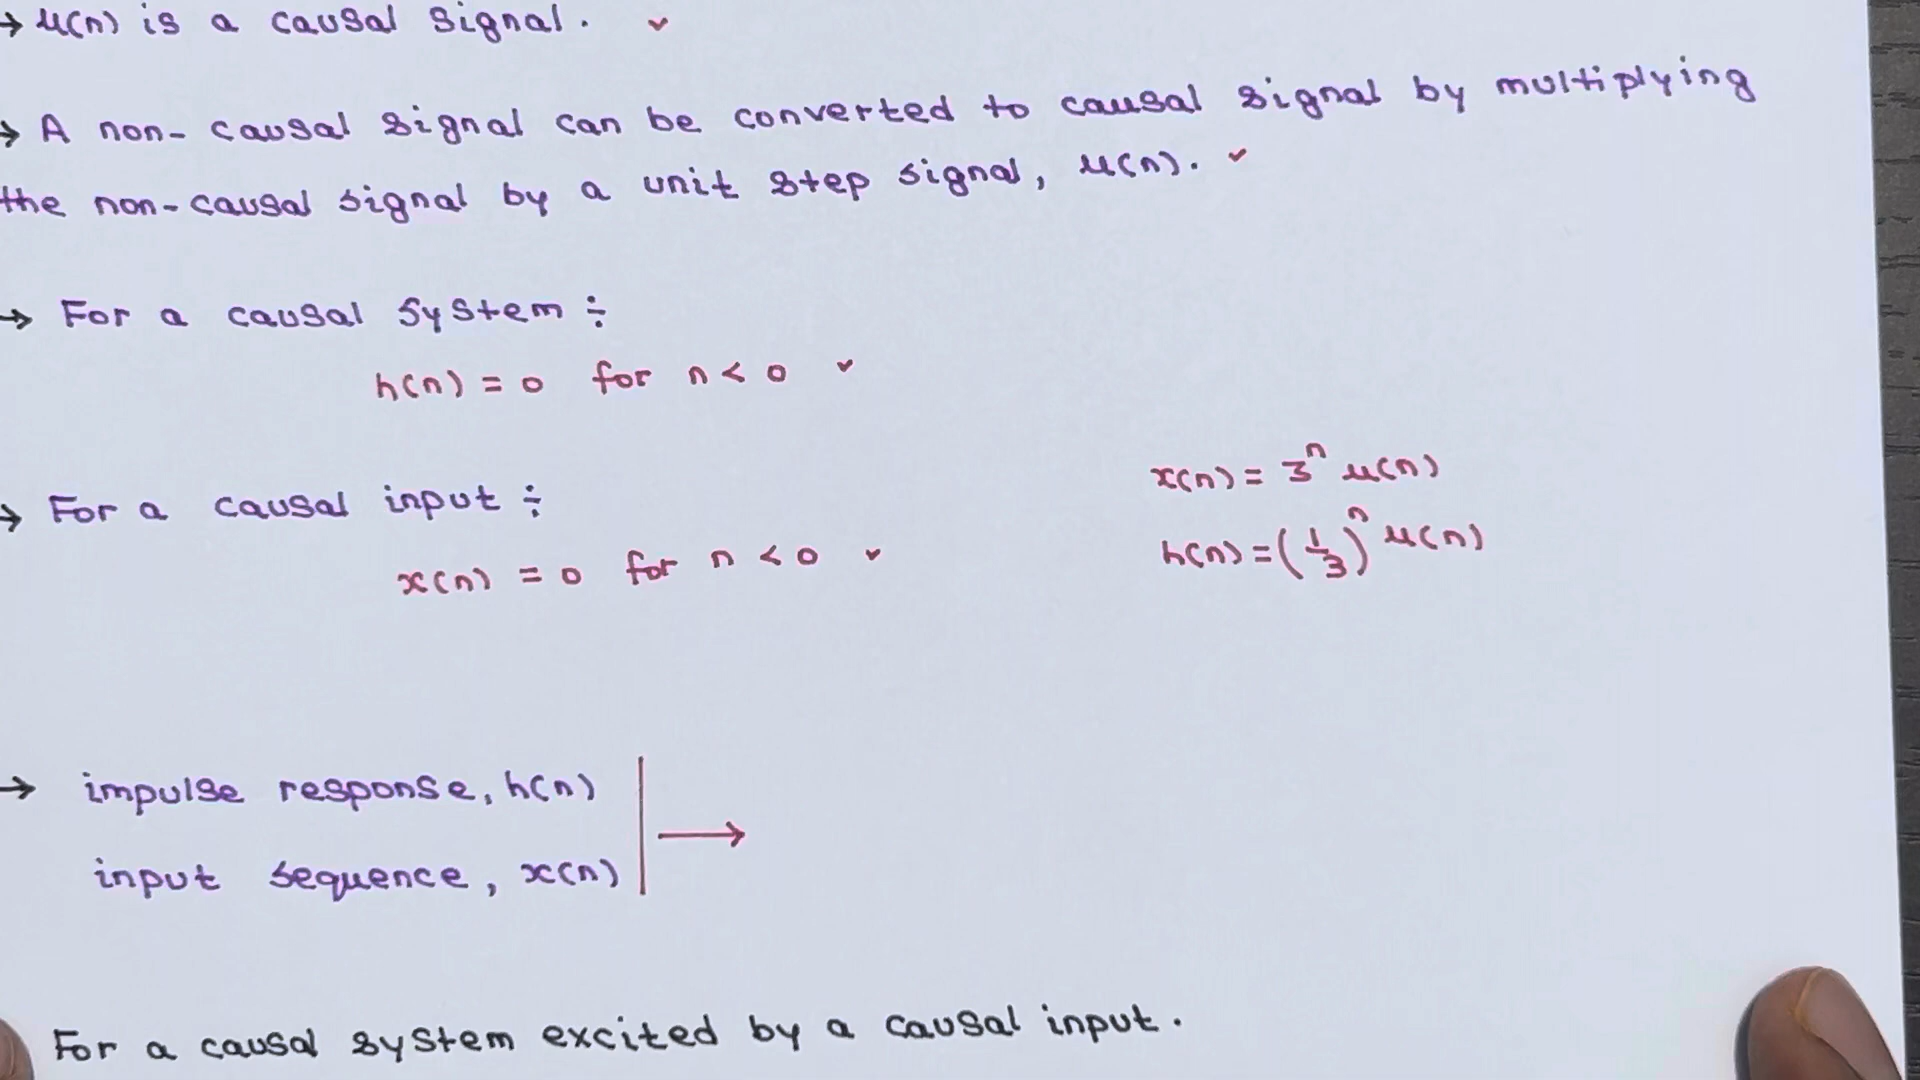 → u(n) is a causal signal. ✓
→ A non-causal signal can be converted to causal signal by multiplying
the non-causal signal by a unit step signal, u(n). ✓
→ For a causal system ÷
h(n) = 0 for n < 0 ✓
→ For a causal input ÷
x(n) = 0 for n < 0 ✓
x(n) = 3ⁿ u(n)
h(n) = (1/3)ⁿ u(n)
→ impulse response, h(n)
input sequence, x(n) | →
For a causal system excited by a causal input.